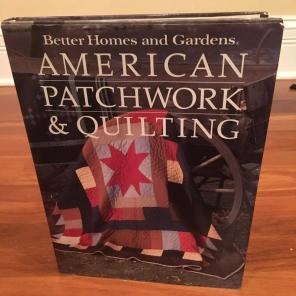 Better Homes and Gardens®
AMERICAN
PATCHWORK
& QUILTING